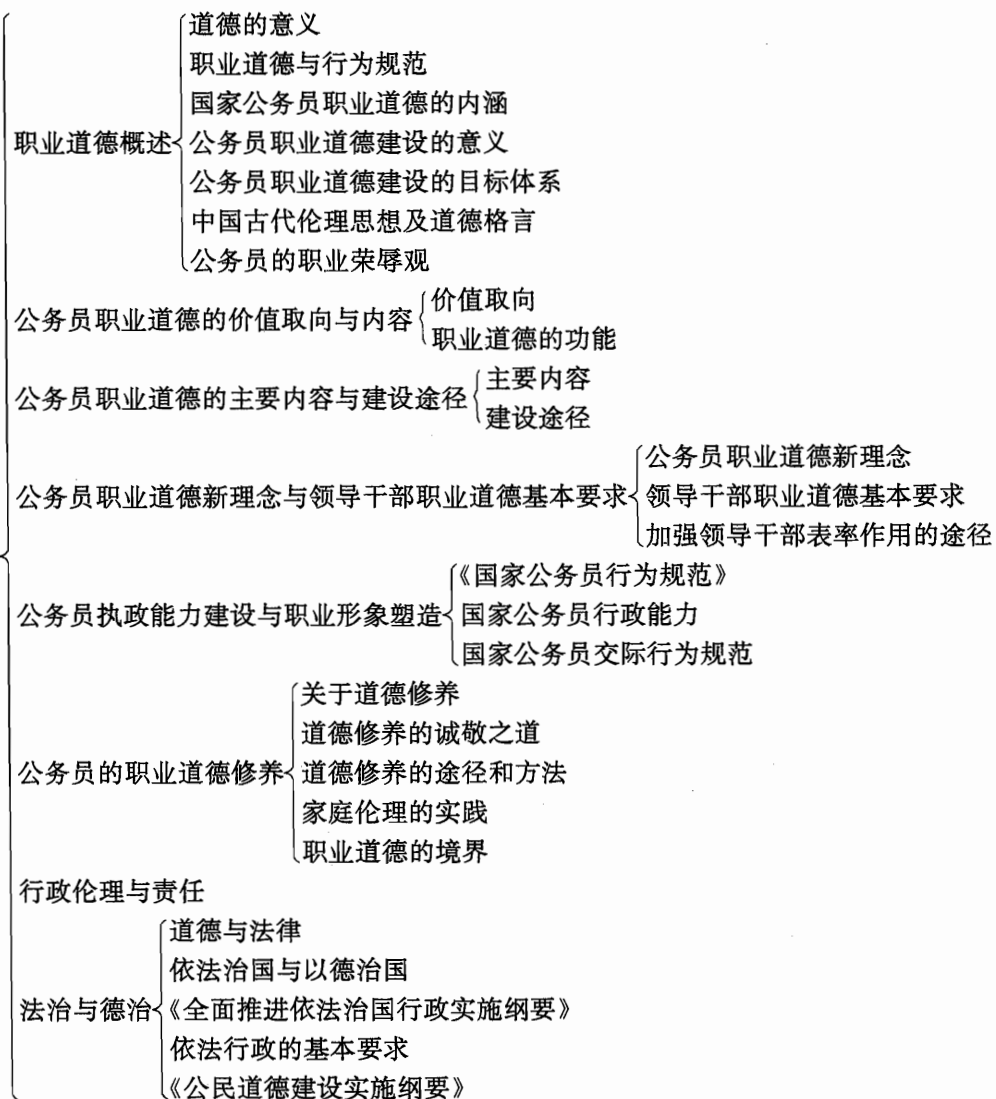 道德的意义
职业道德与行为规范
国家公务员职业道德的内涵
职业道德概述
公务员职业道德建设的意义
公务员职业道德建设的目标体系
中国古代伦理思想及道德格言
公务员的职业荣辱观
公务员职业道德的价值取向与内容
价值取向
职业道德的功能
公务员职业道德的主要内容与建设途径
主要内容
建设途径
公务员职业道德新理念与领导干部职业道德基本要求
公务员职业道德新理念
领导干部职业道德基本要求
加强领导干部表率作用的途径
公务员执政能力建设与职业形象塑造
《国家公务员行为规范》
国家公务员行政能力
国家公务员交际行为规范
公务员的职业道德修养
关于道德修养
道德修养的诚敬之道
道德修养的途径和方法
家庭伦理的实践
职业道德的境界
行政伦理与责任
法治与德治
道德与法律
依法治国与以德治国
《全面推进依法治国行政实施纲要》
依法行政的基本要求
《公民道德建设实施纲要》